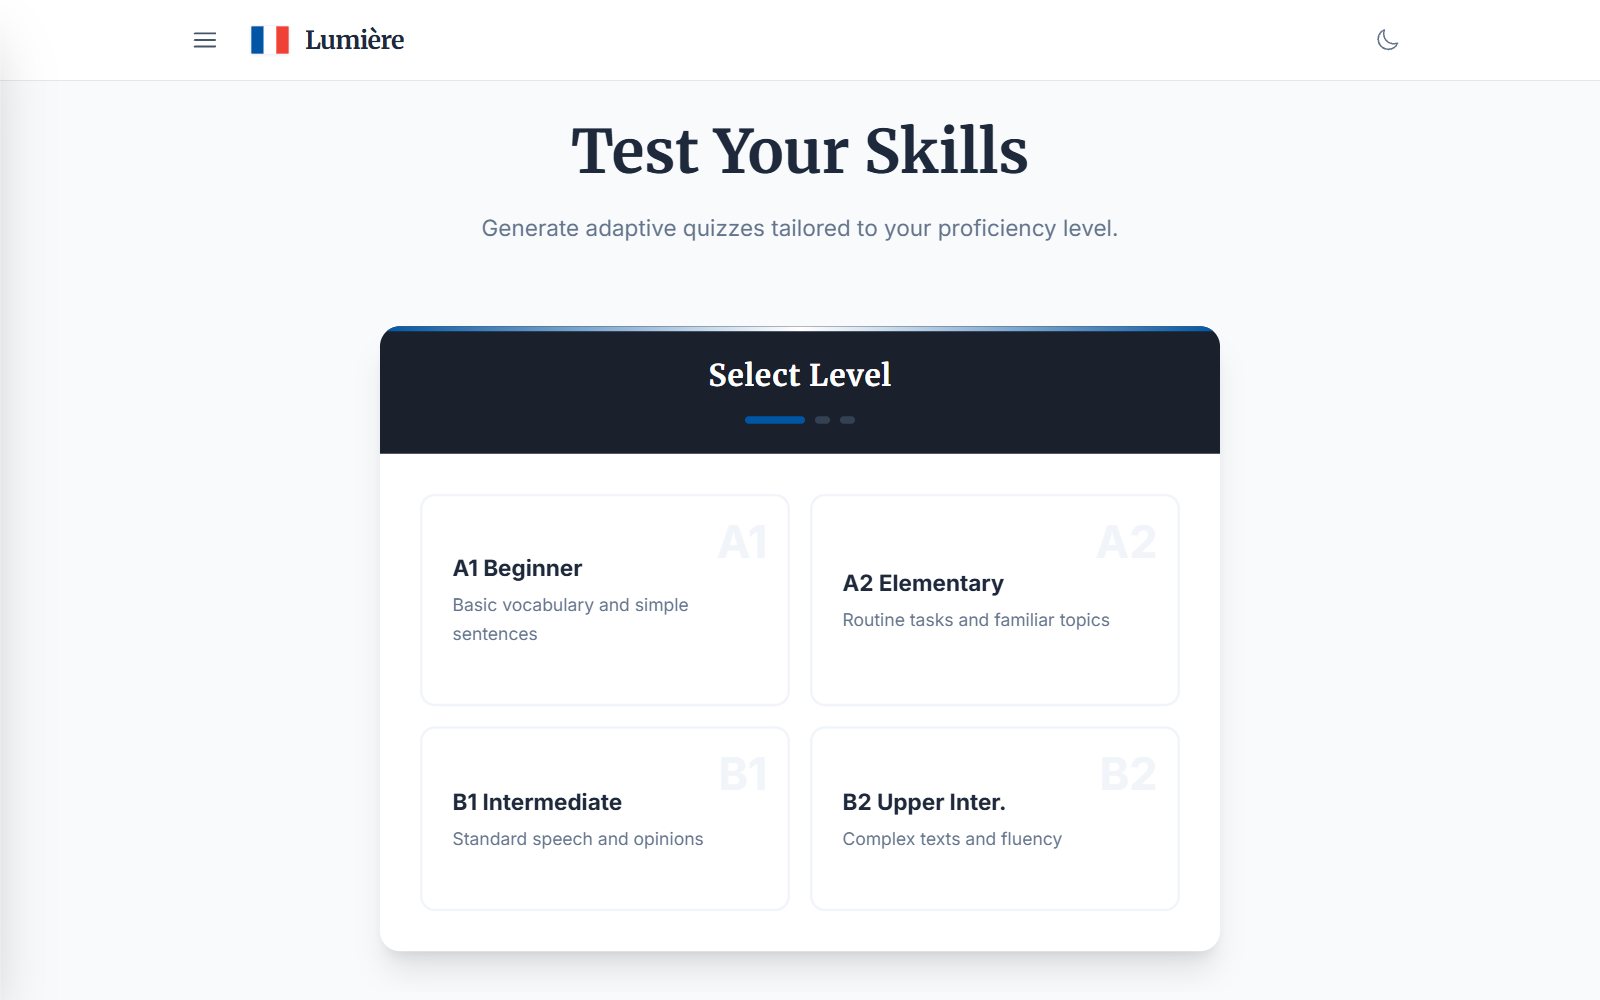 Lumière
Test Your Skills
Generate adaptive quizzes tailored to your proficiency level.
Select Level
A1
A1 Beginner
Basic vocabulary and simple
sentences
A2
A2 Elementary
Routine tasks and familiar topics
B1
B1 Intermediate
Standard speech and opinions
B2
B2 Upper Inter.
Complex texts and fluency